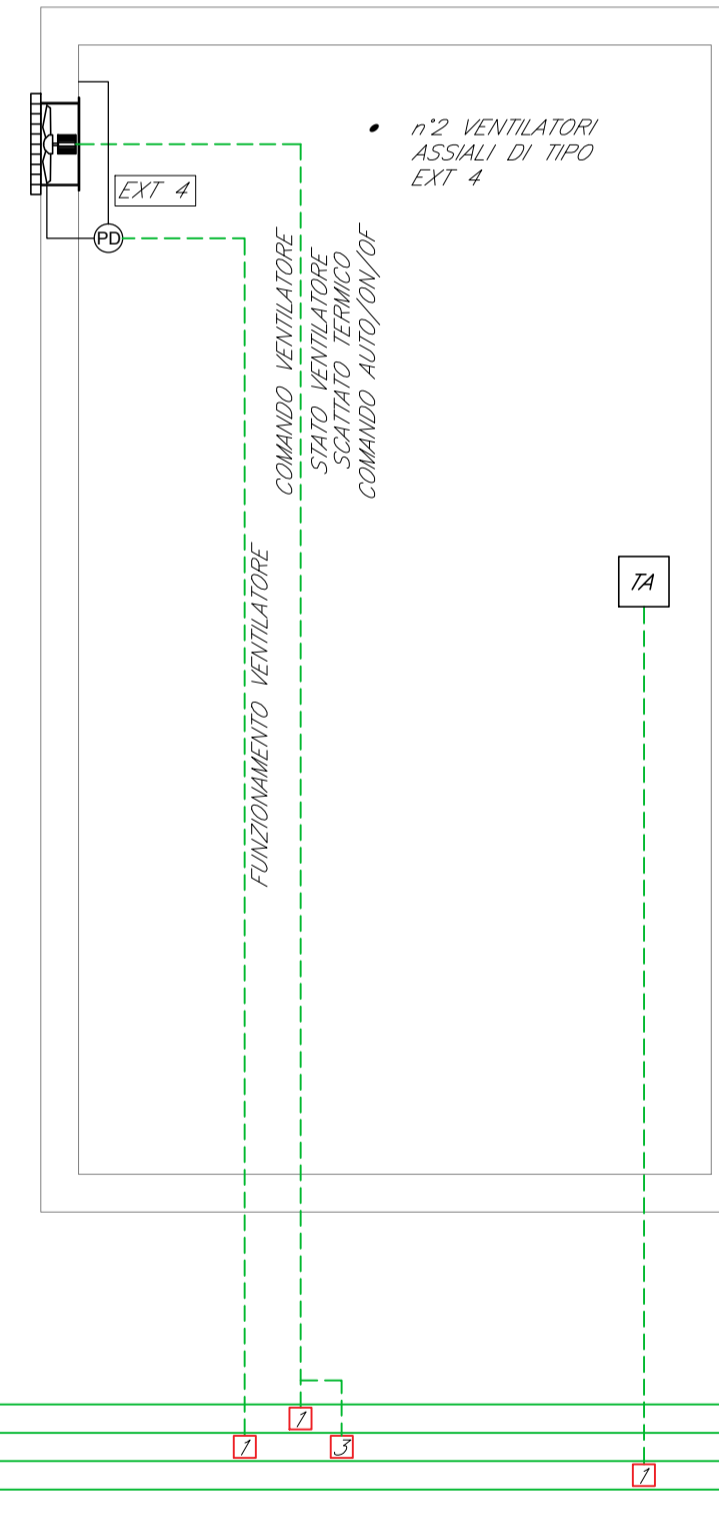 n°2 VENTILATORI
ASSIALI DI TIPO
EXT 4
EXT 4
PD
COMANDO VENTILATORE
STATO VENTILATORE
SCATTATO TERMICO
COMANDO AUTO/ON/OF
FUNZIONAMENTO VENTILATORE
TA
1
1
3
1